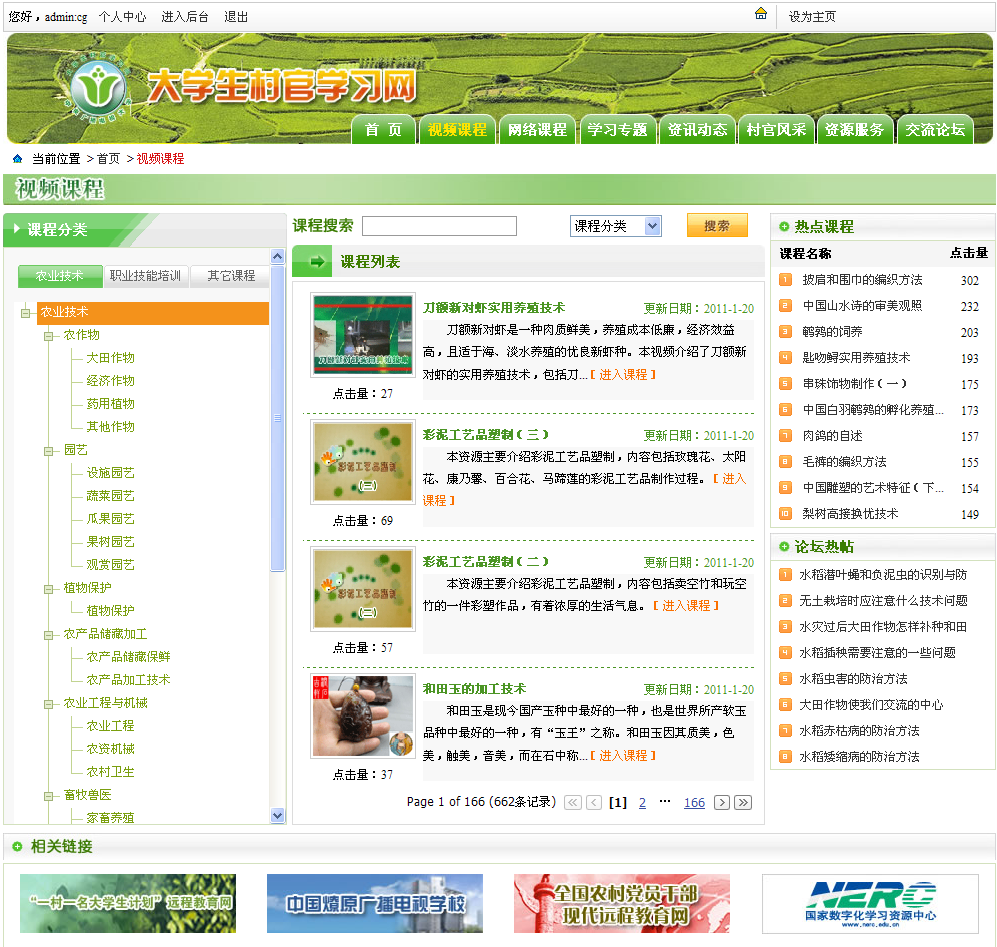 您好，admin:cg 个人中心 进入后台 退出 设为主页
大学生村官学习网
首 页 视频课程 网络课程 学习专题 资讯动态 村官风采 资源服务 交流论坛
当前位置 >首页 >视频课程
视频课程
课程分类
农业技术 职业技能培训 其它课程
农业技术
农作物
大田作物
经济作物
药用植物
其他作物
园艺
设施园艺
蔬菜园艺
瓜果园艺
果树园艺
观赏园艺
植物保护
植物保护
农产品储藏加工
农产品储藏保鲜
农产品加工技术
农业工程与机械
农业工程
农资机械
农村卫生
畜牧兽医
家畜养殖
课程搜索 课程分类 搜索
课程列表
刀额新对虾实用养殖技术 更新日期：2011-1-20
刀额新对虾是一种肉质鲜美，养殖成本低廉，经济效益
高，且适于海、淡水养殖的优良新虾种。本视频介绍了刀额新
对虾的实用养殖技术，包括刀...【 进入课程 】
刀额新对虾实用养殖技术
点击量：27
彩泥工艺品塑制（三） 更新日期：2011-1-20
本资源主要介绍彩泥工艺品塑制，内容包括玫瑰花、太阳
花、康乃馨、百合花、马蹄莲的彩泥工艺品制作过程。【 进入
课程 】
彩泥工艺品塑制
(三)
点击量：69
彩泥工艺品塑制（二） 更新日期：2011-1-20
本资源主要介绍彩泥工艺品塑制，内容包括卖空竹和玩空
竹的一件彩塑作品，有着浓厚的生活气息。【 进入课程 】
彩泥工艺品塑制
(二)
点击量：57
和田玉的加工技术 更新日期：2011-1-20
和田玉是现今国产玉种中最好的一种，也是世界所产软玉
品种中最好的一种，有“玉王”之称。和田玉因其质美，色
美，触美，音美，而在石中称...【 进入课程 】
点击量：37
Page 1 of 166 (662条记录) [1] 2 ··· 166
热点课程
课程名称 点击量
1 披肩和围巾的编织方法 302
2 中国山水诗的审美观照 232
3 鹌鹑的饲养 203
4 匙吻鲟实用养殖技术 193
5 串珠饰物制作（一） 175
6 中国白羽鹌鹑的孵化养殖... 173
7 肉鸽的自述 157
8 毛裤的编织方法 155
9 中国雕塑的艺术特征（下... 154
10 梨树高接换优技术 149
论坛热帖
1 水稻潜叶蝇和负泥虫的识别与防
2 无土栽培时应注意什么技术问题
3 水灾过后大田作物怎样补种和田
4 水稻插秧需要注意的一些问题
5 水稻虫害的防治方法
6 大田作物使我们交流的中心
7 水稻赤枯病的防治方法
8 水稻矮缩病的防治方法
相关链接
“一村一名大学生计划”远程教育网
中国燎原广播电视学校
全国农村党员干部
现代远程教育网
NERC
国家数字化学习资源中心
www.nerc.edu.cn